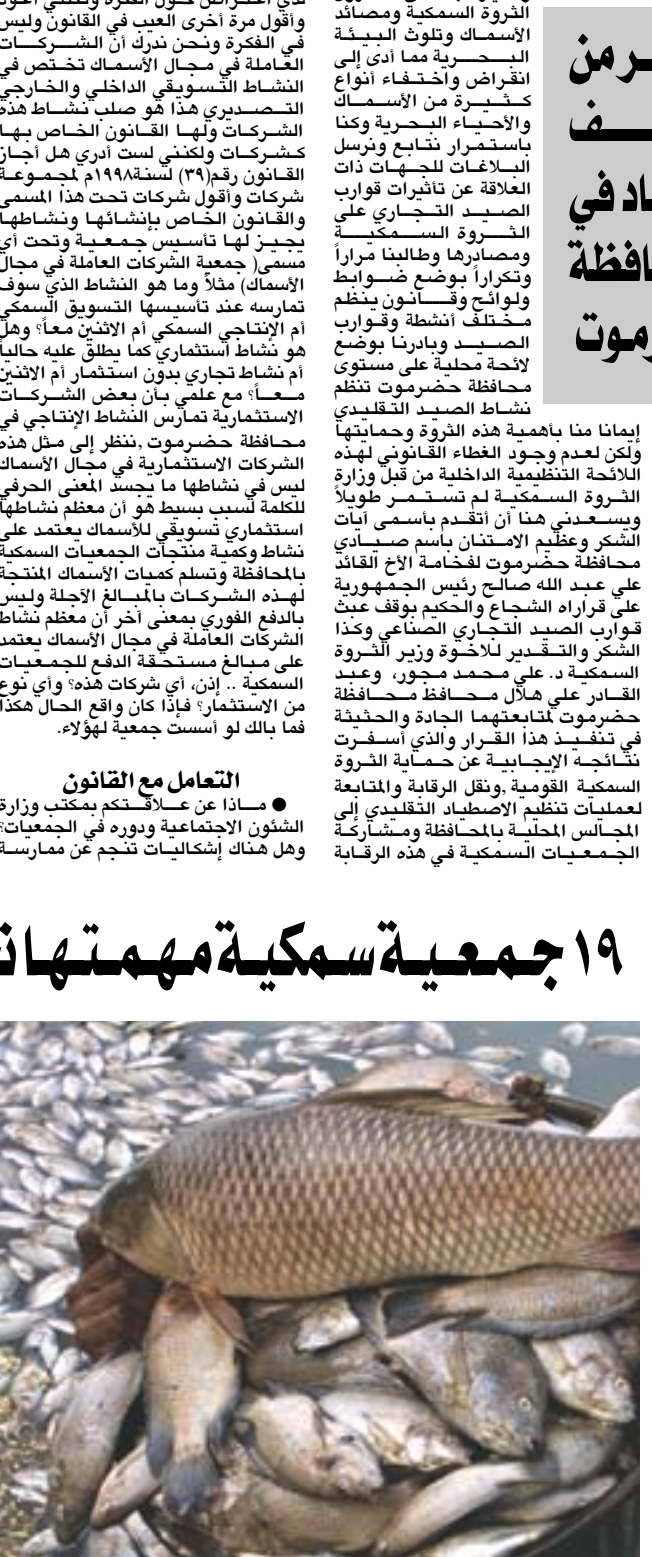 ـرمن
ـف
ـاد في
ـافظة
ـرموت
الثروة السمكية ومصائد
الأسماك وتلوث البيئة
البحرية مما أدى إلى
انقراض واختفاء أنواع
كثيرة من الأسماك
والأحياء البحرية وكنا
باستمرار نتابع ونرسل
البلاغات للجهات ذات
العلاقة عن تأثيرات قوارب
الصيد التجاري على
الثروة السمكية
ومصادرها وطالبنا مراراً
وتكراراً بوضع ضوابط
ولوائح وقانون ينظم
مختلف أنشطة وقوارب
الصيد وبادرنا بوضع
لائحة محلية على مستوى
محافظة حضرموت تنظم
نشاط الصيد التقليدي
إيمانا منا بأهمية هذه الثروة وحمايتها
ولكن لعدم وجود الغطاء القانوني لهذه
اللائحة التنظيمية الداخلية من قبل وزارة
الثروة السمكية لم تستمر طويلاً
ويسعدني هنا أن أتقدم بأسمى آيات
الشكر وعظيم الامتنان باسم صيادي
محافظة حضرموت لفخامة الأخ القائد
علي عبد الله صالح رئيس الجمهورية
على قراراه الشجاع والحكيم بوقف عبث
قوارب الصيد التجاري الصناعي وكذا
الشكر والتقدير للاخوة وزير الثروة
السمكية د. علي محمد مجور، وعبد
القادر علي هلال محافظ محافظة
حضرموت لمتابعتهما الجادة والحثيثة
في تنفيذ هذا القرار والذي أسفرت
نتائجه الإيجابية عن حماية الثروة
السمكية القومية ,ونقل الرقابة والمتابعة
لعمليات تنظيم الاصطياد التقليدي إلى
المجالس المحلية بالمحافظة ومشاركة
الجمعيات السمكية في هذه الرقابة
وأقول مرة أخرى العيب في القانون وليس
في الفكرة ونحن ندرك أن الشركات
العاملة في مجال الأسماك تختص في
النشاط التسويقي الداخلي والخارجي
التصديري هذا هو صلب نشاط هذه
الشركات ولها القانون الخاص بها
كشركات ولكنني لست أدري هل أجاز
القانون رقم(٣٩) لسنة١٩٩٨م لمجموعة
شركات وأقول شركات تحت هذا المسمى
والقانون الخاص بإنشائها ونشاطها
يجيز لها تأسيس جمعية وتحت أي
مسمى( جمعية الشركات العاملة في مجال
الأسماك) مثلاً وما هو النشاط الذي سوف
تمارسه عند تأسيسها التسويق السمكي
أم الإنتاجي السمكي أم الاثنين معاً؟ وهل
هو نشاط استثماري كما يطلق عليه حالياً
أم نشاط تجاري بدون استثمار أم الاثنين
معاً؟ مع علمي بأن بعض الشركات
الاستثمارية تمارس النشاط الإنتاجي في
محافظة حضرموت ,ننظر إلى مثل هذه
الشركات الاستثمارية في مجال الأسماك
ليس في نشاطها ما يجسد المعنى الحرفي
للكلمة لسبب بسيط هو أن معظم نشاطها
استثماري تسويقي للأسماك يعتمد على
نشاط وكمية منتجات الجمعيات السمكية
بالمحافظة وتسلم كميات الأسماك المنتجة
لهذه الشركات بالمبالغ الآجلة وليس
بالدفع الفوري بمعنى آخر أن معظم نشاط
الشركات العاملة في مجال الأسماك يعتمد
على مبالغ مستحقة الدفع للجمعيات
السمكية .. إذن، أي شركات هذه؟ وأي نوع
من الاستثمار؟ فإذا كان واقع الحال هكذا
فما بالك لو أسست جمعية لهؤلاء.
التعامل مع القانون
● ماذا عن علاقتكم بمكتب وزارة
الشئون الاجتماعية ودوره في الجمعيات؟
وهل هناك إشكاليات تنجم عن ممارسة
١٩ جمعية سمكية مهمتها